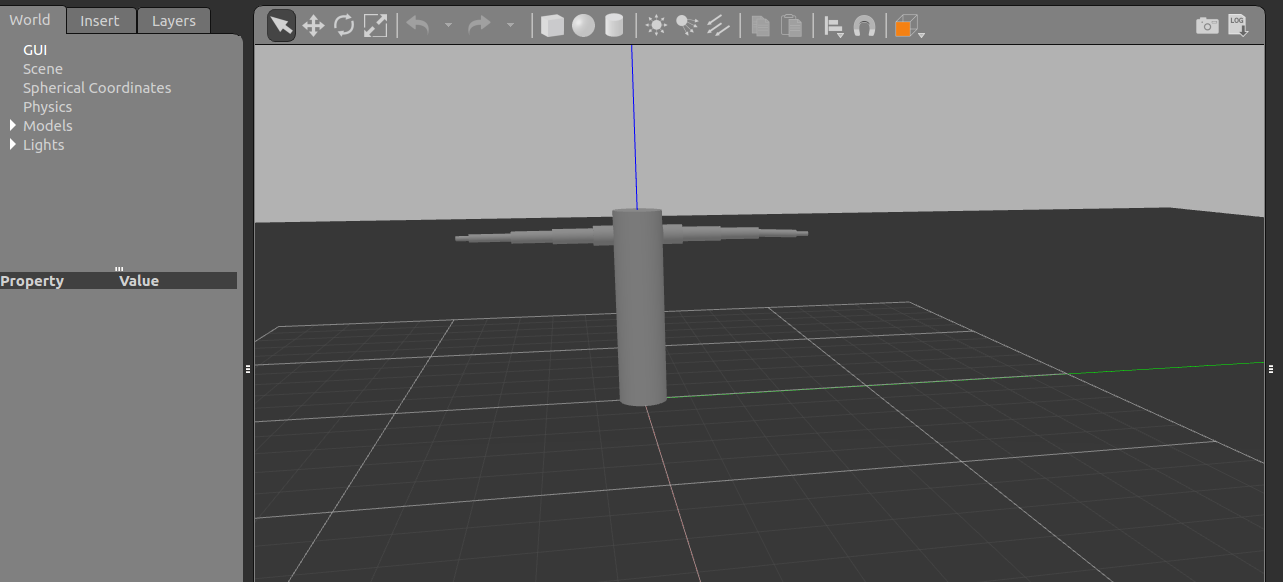 World Insert Layers
GUI
Scene
Spherical Coordinates
Physics
Models
Lights
Property Value
LOG